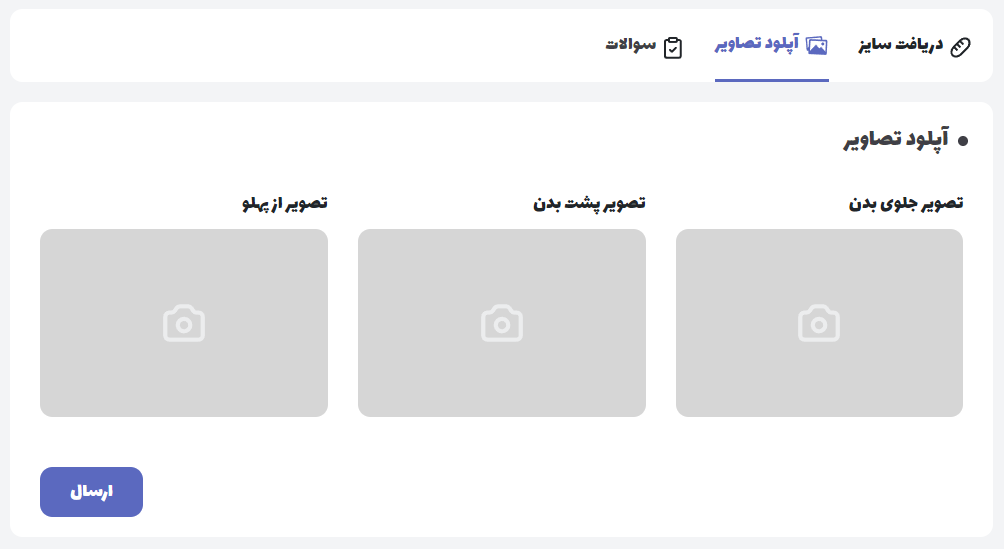 دریافت سایز
آپلود تصاویر
سوالات
آپلود تصاویر
تصویر جلوی بدن
تصویر پشت بدن
تصویر از پهلو
ارسال